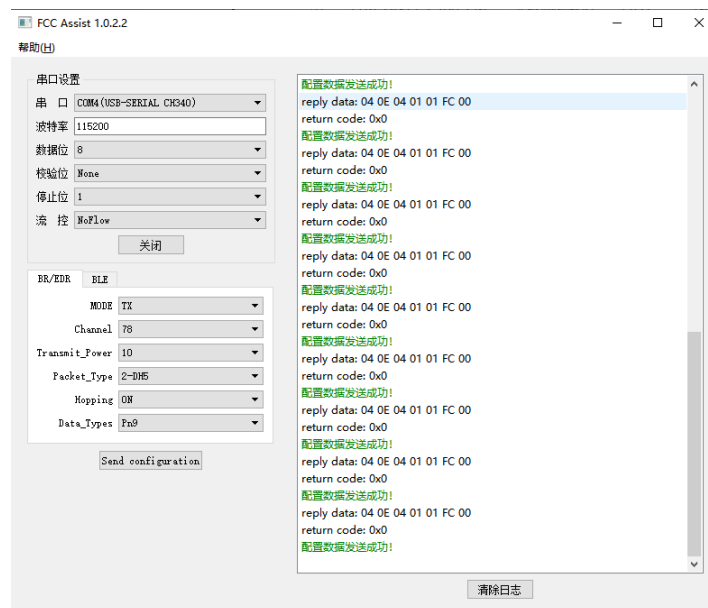 FCC Assist 1.0.2.2
帮助(H)
串口设置
串 口 COM4(USB-SERIAL CH340)
波特率 115200
数据位 8
校验位 None
停止位 1
流 控 NoFlow
关闭
BR/EDR BLE
MODE TX
Channel 78
Transmit_Power 10
Packet_Type 2-DH5
Hopping ON
Data_Types Pn9
Send configuration
配置数据发送成功!
reply data: 04 0E 04 01 01 FC 00
return code: 0x0
配置数据发送成功!
reply data: 04 0E 04 01 01 FC 00
return code: 0x0
配置数据发送成功!
reply data: 04 0E 04 01 01 FC 00
return code: 0x0
配置数据发送成功!
reply data: 04 0E 04 01 01 FC 00
return code: 0x0
配置数据发送成功!
reply data: 04 0E 04 01 01 FC 00
return code: 0x0
配置数据发送成功!
reply data: 04 0E 04 01 01 FC 00
return code: 0x0
配置数据发送成功!
reply data: 04 0E 04 01 01 FC 00
return code: 0x0
配置数据发送成功!
reply data: 04 0E 04 01 01 FC 00
return code: 0x0
配置数据发送成功!
reply data: 04 0E 04 01 01 FC 00
return code: 0x0
配置数据发送成功!
清除日志